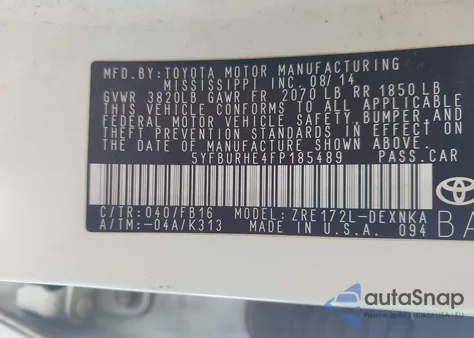 MFD.BY: TOYOTA MOTOR MANUFACTURING
MISSISSIPPI INC. 08/14
GVWR 3820LB GAWR FR 2070 LB RR 1850 LB
THIS VEHICLE CONFORMS TO ALL APPLICABLE
FEDERAL MOTOR VEHICLE SAFETY, BUMPER, AND
THEFT PREVENTION STANDARDS IN EFFECT ON
THE DATE OF MANUFACTURE SHOWN ABOVE.
5YFBURHE4FP185489 PASS.CAR
C/TR: 040/FB16 ZRE172L-DEXNKA
A/TM: -04A/K313 MADE IN U.S.A. 094
BA
autoSnap